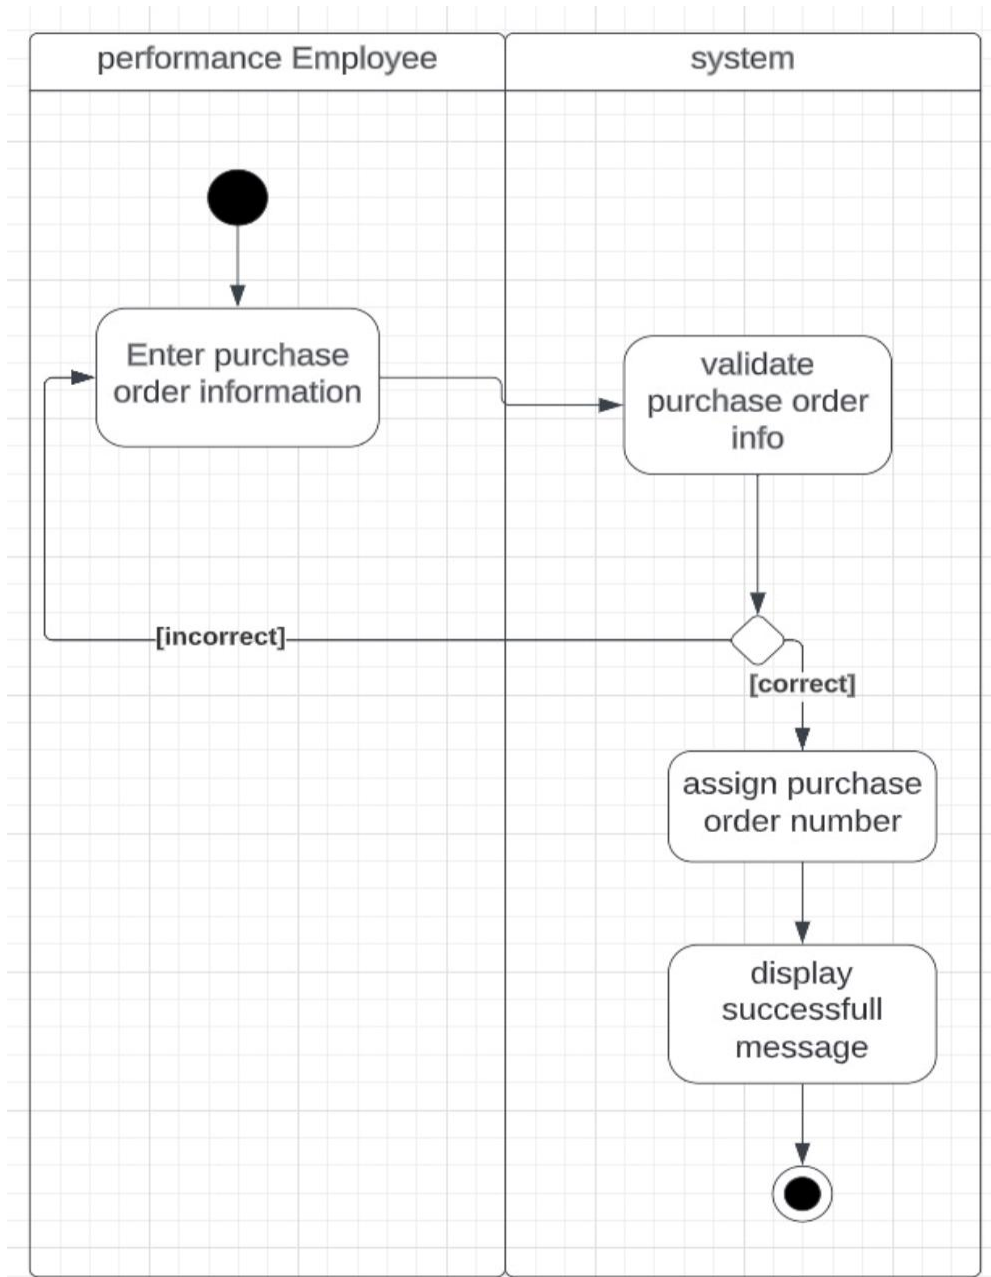 performance Employee
system
Enter purchase
order information
validate
purchase order
info
[incorrect]
[correct]
assign purchase
order number
display
successfull
message